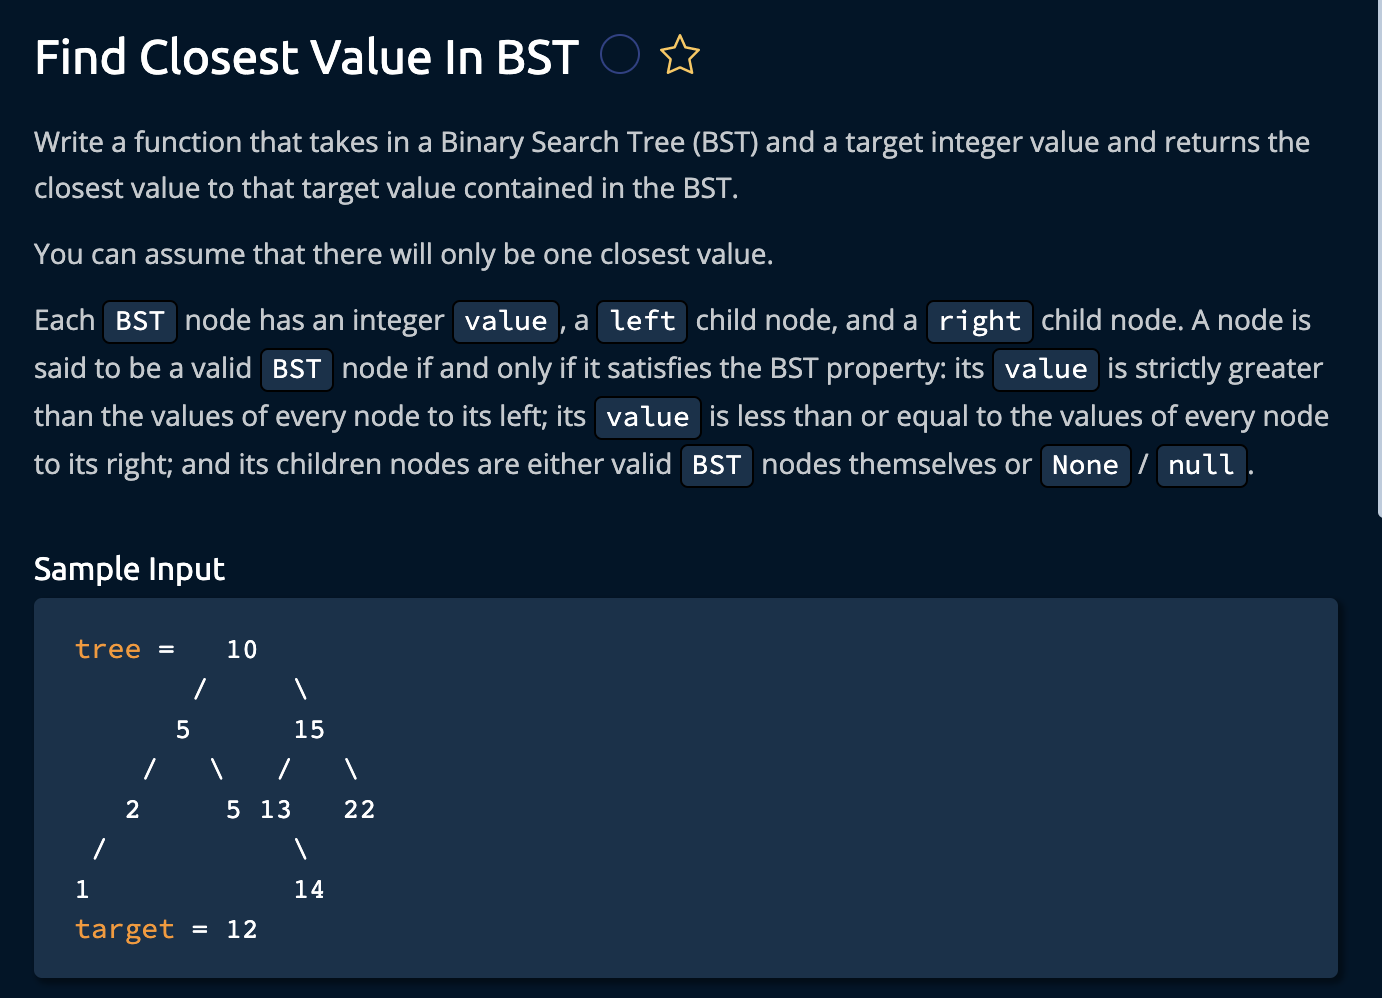 Find Closest Value In BST
Write a function that takes in a Binary Search Tree (BST) and a target integer value and returns the
closest value to that target value contained in the BST.
You can assume that there will only be one closest value.
Each BST node has an integer value, a left child node, and a right child node. A node is
said to be a valid BST node if and only if it satisfies the BST property: its value is strictly greater
than the values of every node to its left; its value is less than or equal to the values of every node
to its right; and its children nodes are either valid BST nodes themselves or None / null.
Sample Input
tree =   10
       /     \
      5      15
    /   \   /   \
   2     5 13   22
 /           \
1            14
target = 12